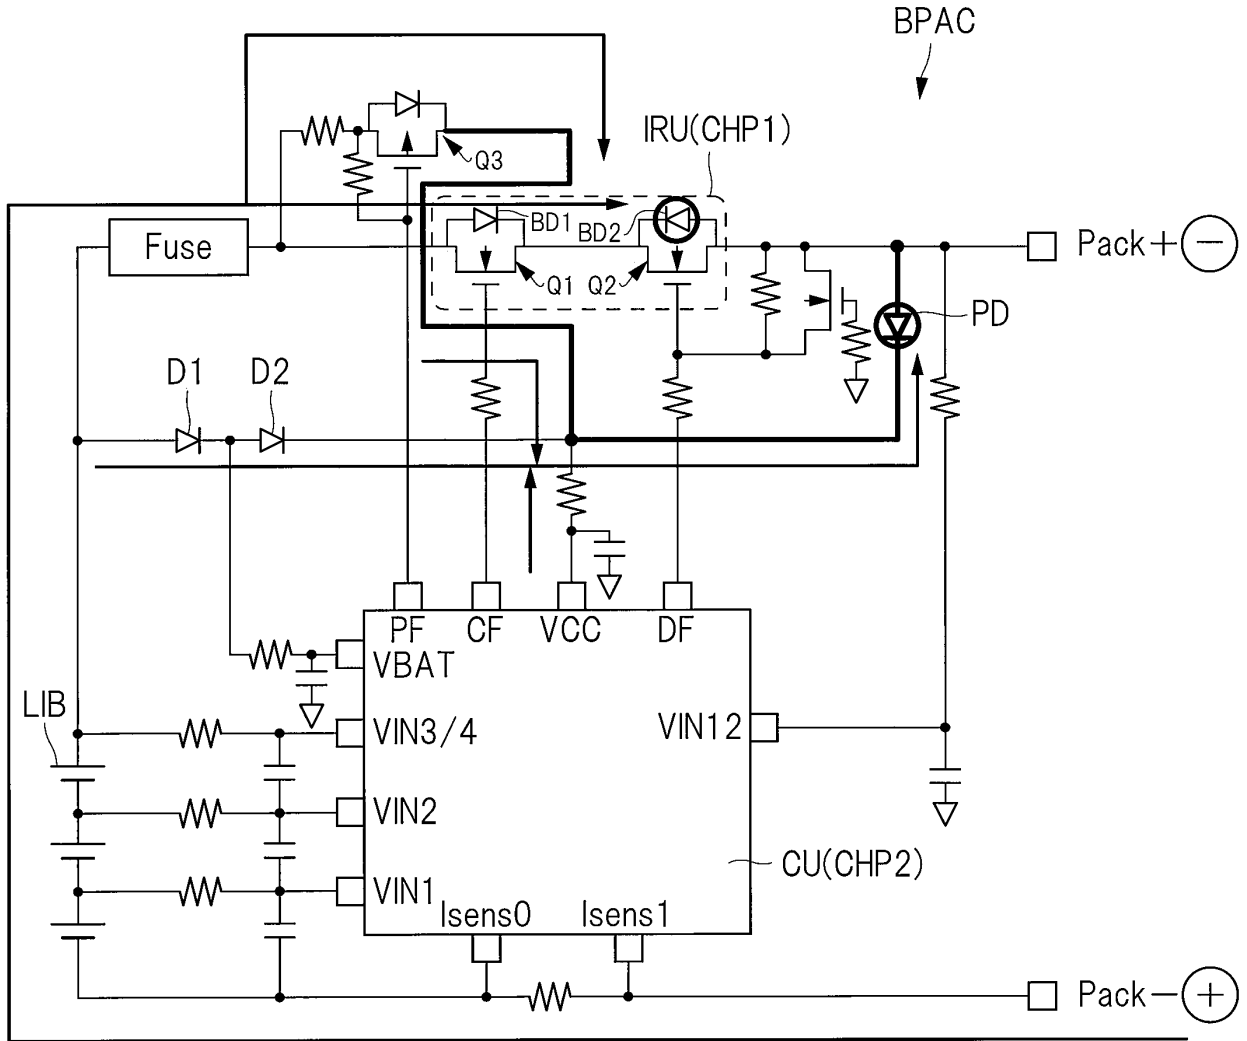 BPAC
IRU(CHP1)
Q3
BD1
BD2
Fuse
Q1
Q2
Pack+ −
PD
D1
D2
PF
CF
VCC
DF
VBAT
LIB
VIN3/4
VIN12
VIN2
CU(CHP2)
VIN1
Isens0
Isens1
Pack− +